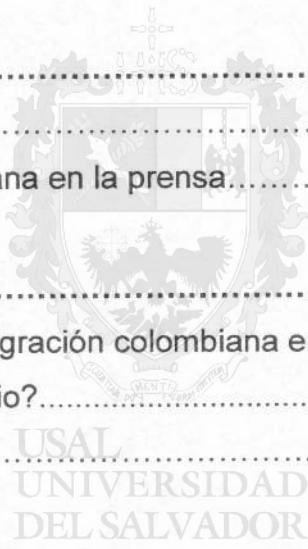 ana en la prensa........
gración colombiana e
io?........................
USAL
UNIVERSIDAD
DEL SALVADOR